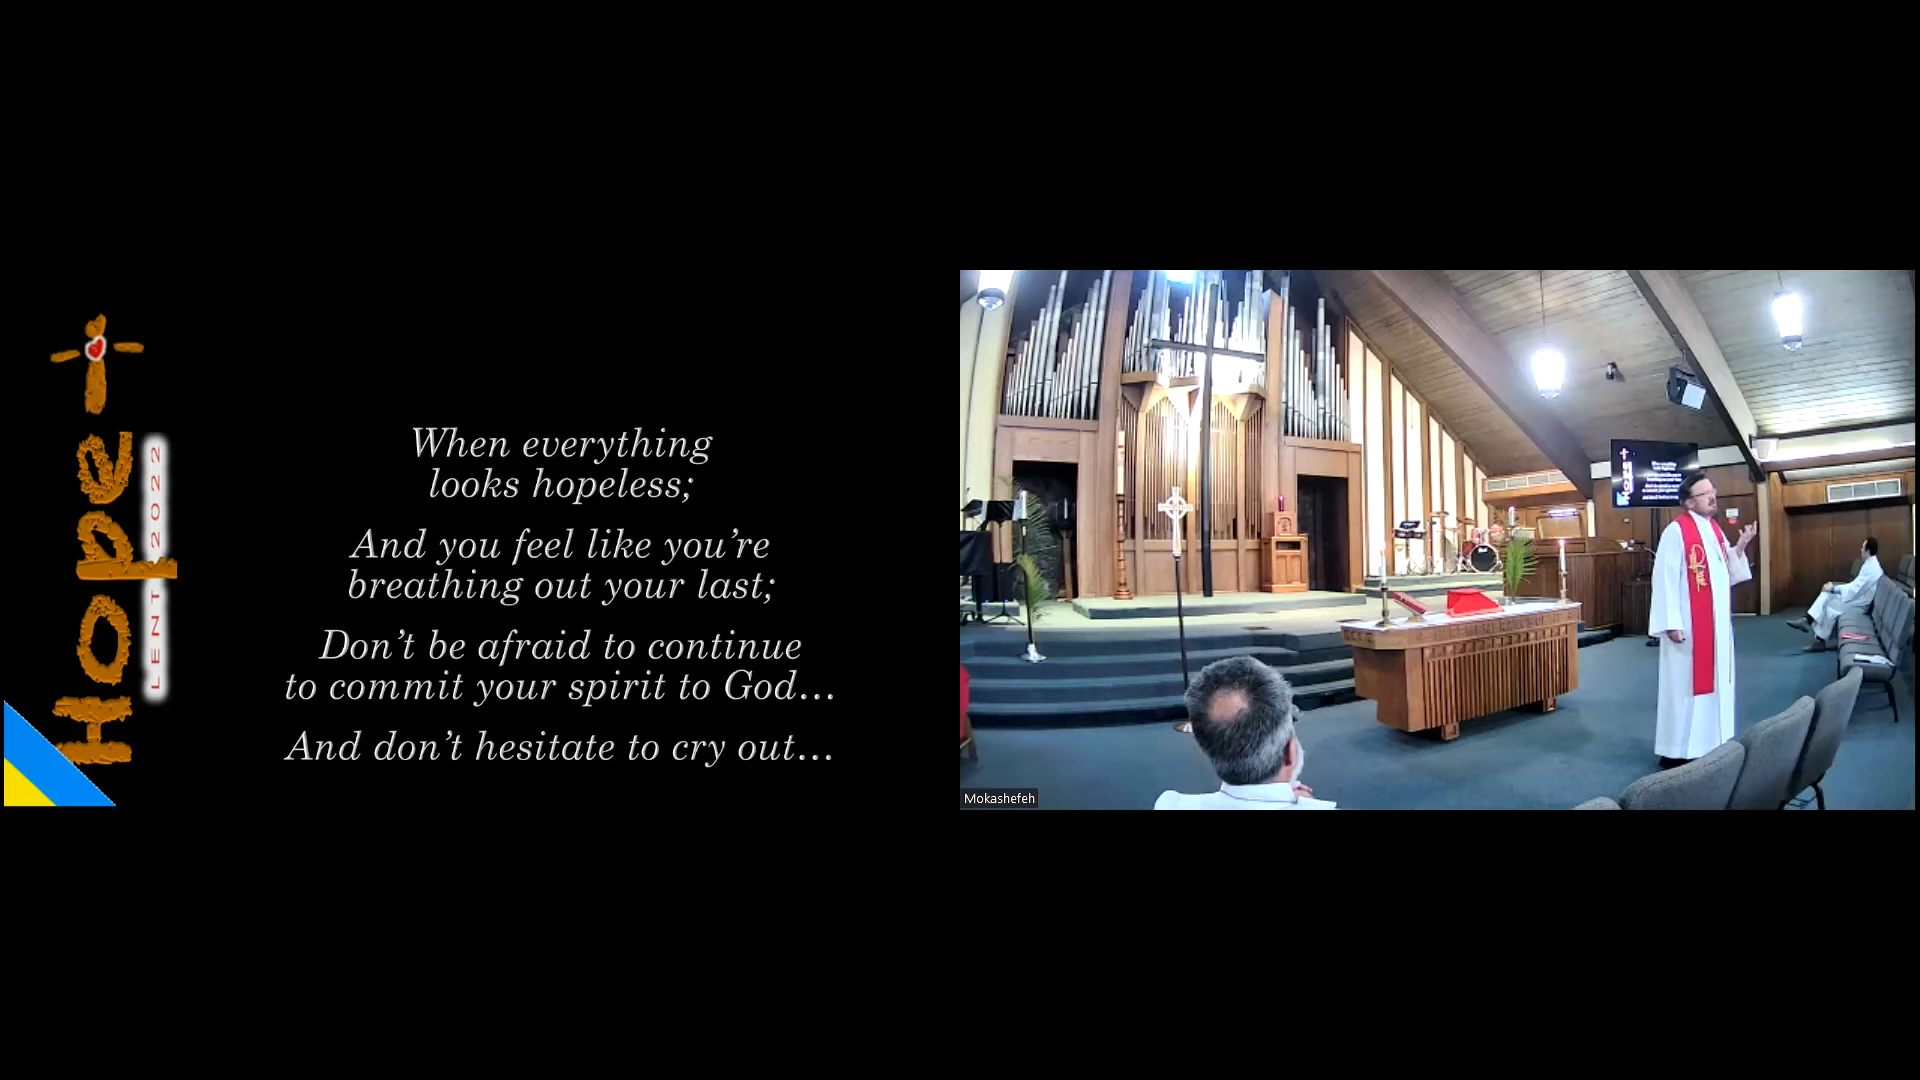 Hope
LENT 2022
When everything
looks hopeless;
And you feel like you're
breathing out your last;
Don't be afraid to continue
to commit your spirit to God...
And don't hesitate to cry out...
Mokashefeh